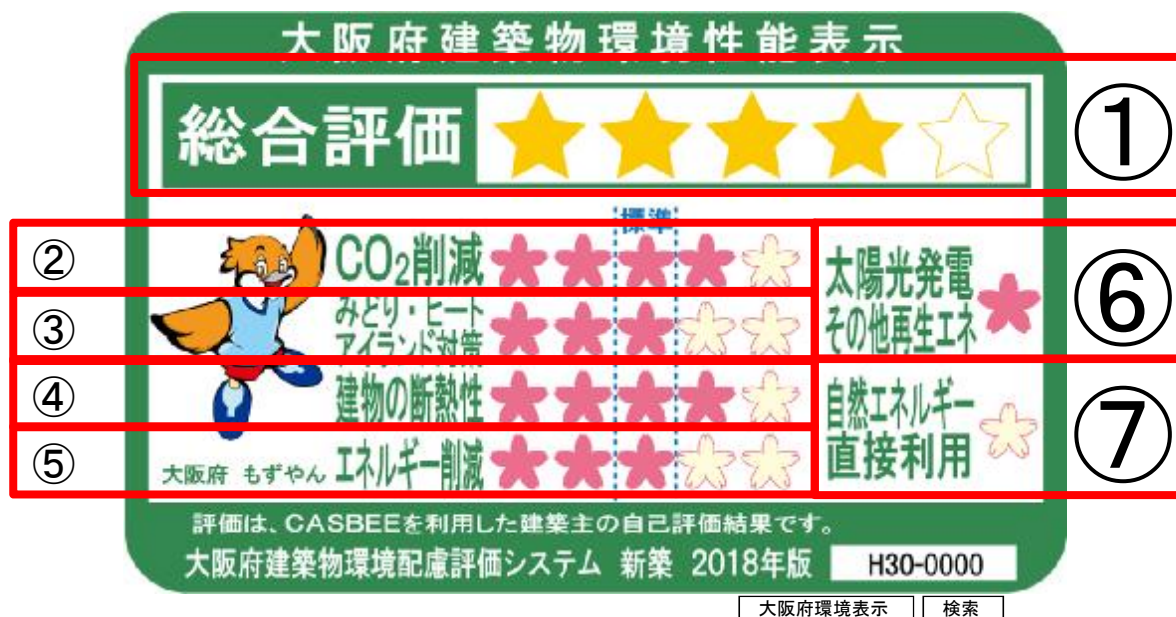 大阪府建築物環境性能表示
総合評価
①
標準
② CO₂削減
③ みどり・ヒート
アイランド対策
④ 建物の断熱性
⑤ エネルギー削減
大阪府 もずやん
太陽光発電
その他再生エネ
⑥
自然エネルギー
直接利用
⑦
評価は、CASBEEを利用した建築主の自己評価結果です。
大阪府建築物環境配慮評価システム 新築 2018年版 H30-0000
大阪府環境表示 検索